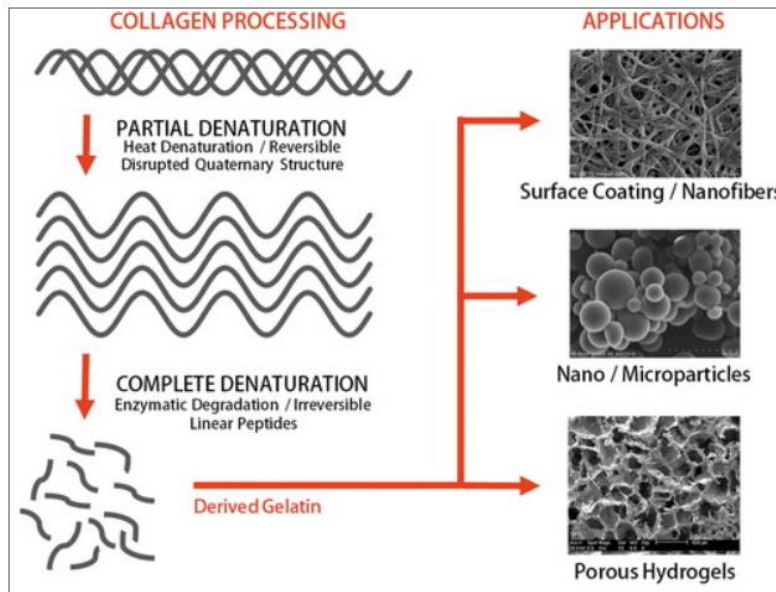 COLLAGEN PROCESSING
PARTIAL DENATURATION
Heat Denaturation / Reversible
Disrupted Quaternary Structure
COMPLETE DENATURATION
Enzymatic Degradation / Irreversible
Linear Peptides
Derived Gelatin
APPLICATIONS
Surface Coating / Nanofibers
Nano / Microparticles
Porous Hydrogels